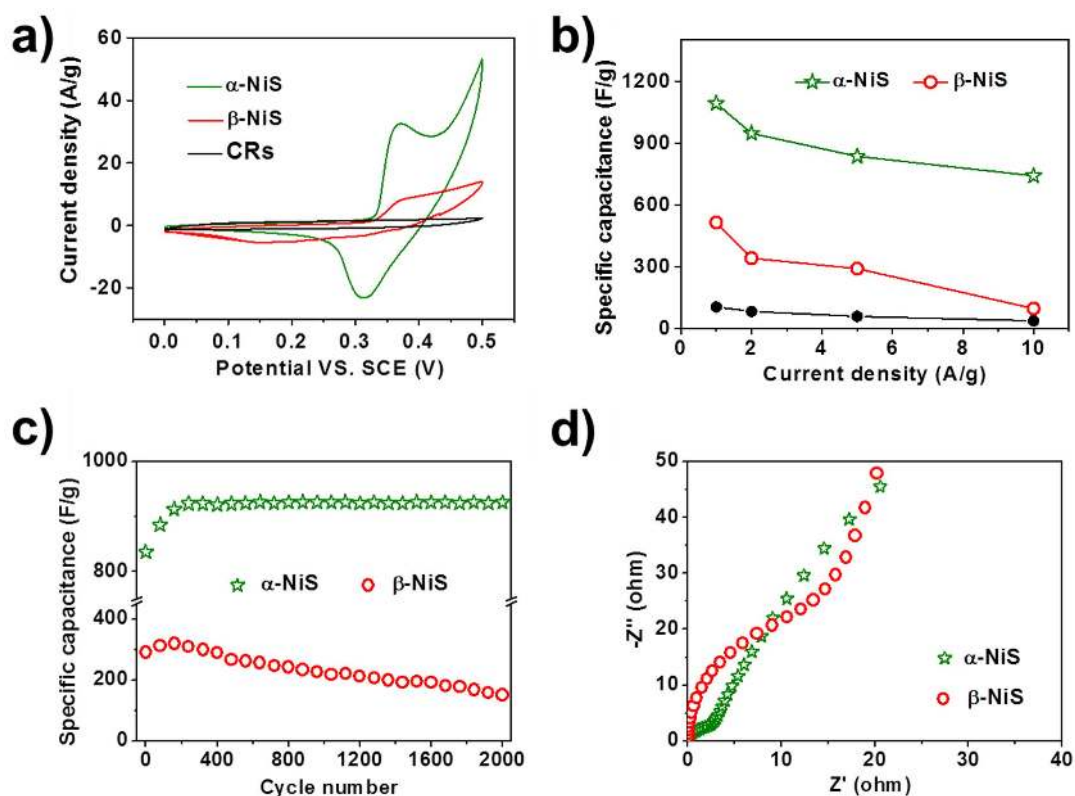 a)
Current density (A/g)
60
40
20
0
-20
α-NiS
β-NiS
CRs
0.0 0.1 0.2 0.3 0.4 0.5
Potential VS. SCE (V)
b)
Specific capacitance (F/g)
1200
900
600
300
0
α-NiS β-NiS
0 2 4 6 8 10
Current density (A/g)
c)
Specific capacitance (F/g)
1000
800
400
200
0
α-NiS β-NiS
0 400 800 1200 1600 2000
Cycle number
d)
-Z'' (ohm)
50
40
30
20
10
0
α-NiS
β-NiS
0 10 20 30 40
Z' (ohm)